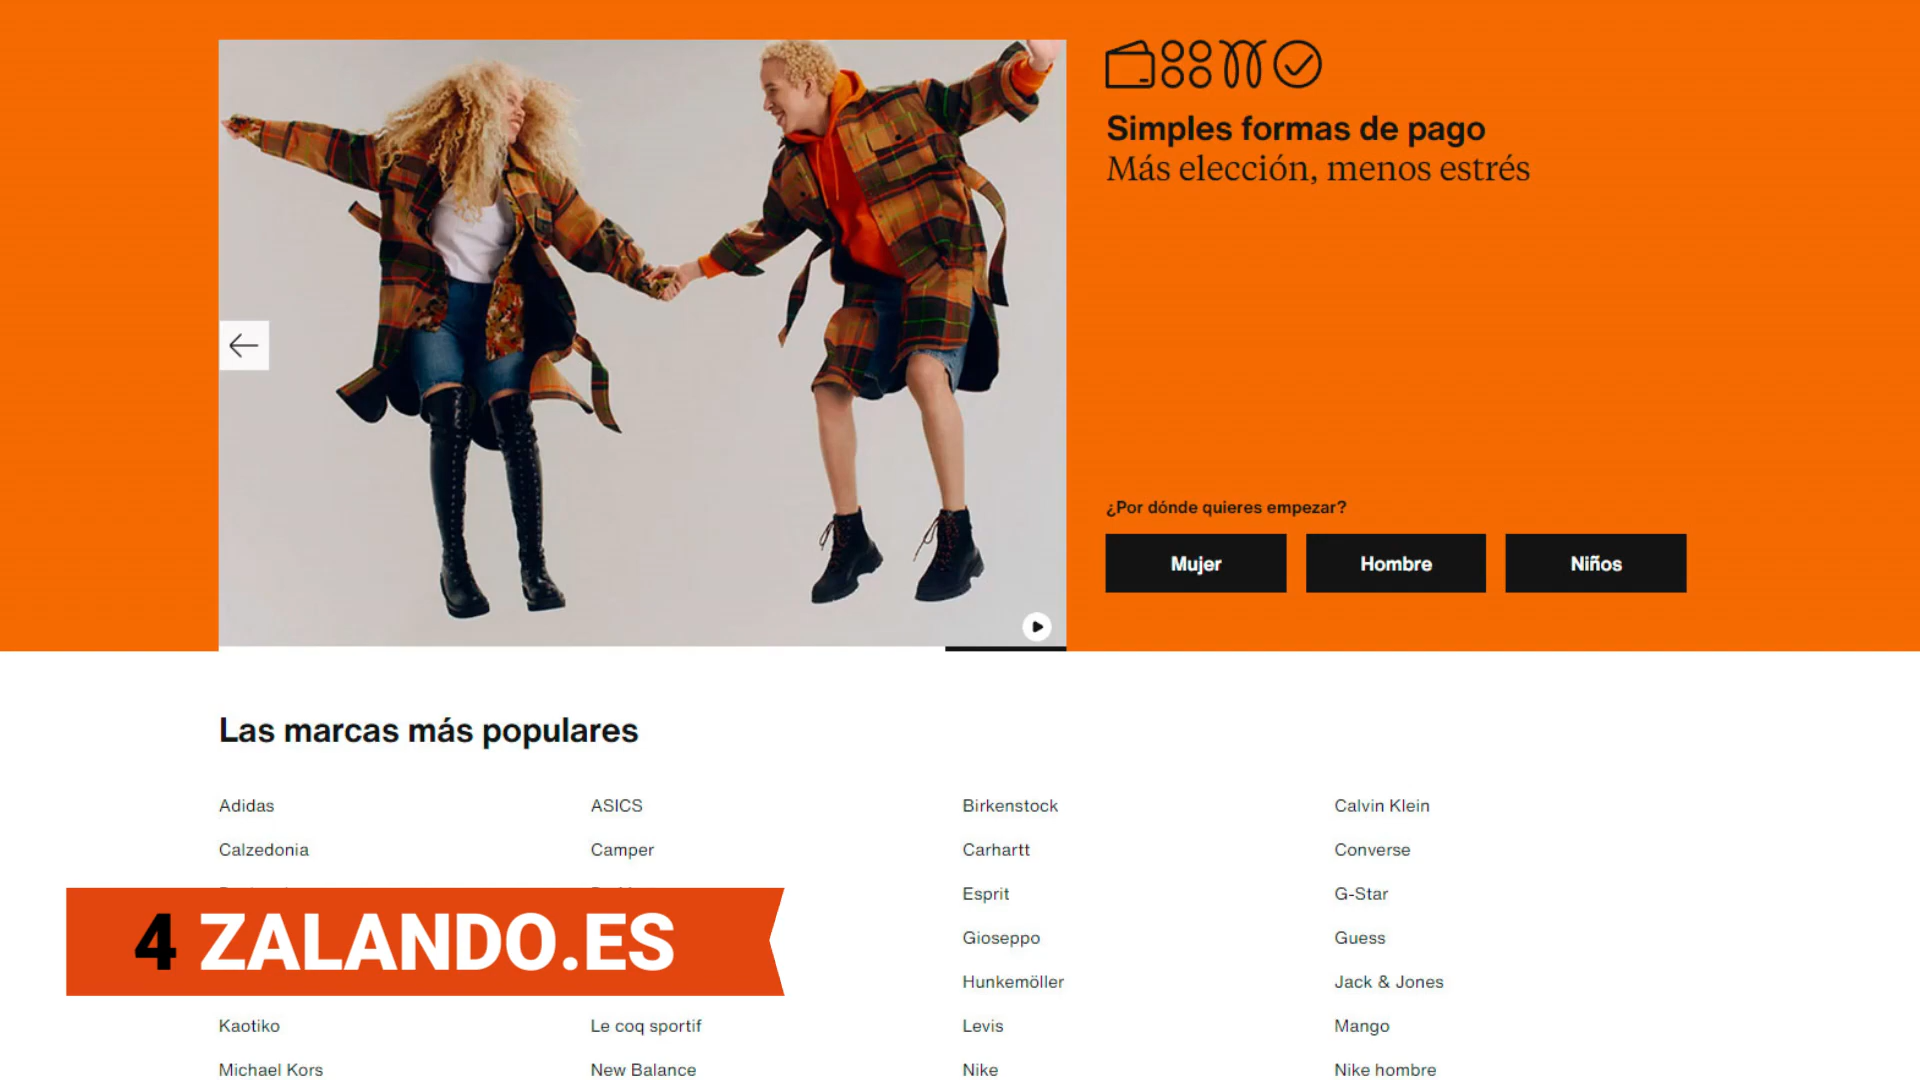 Simples formas de pago
Más elección, menos estrés
¿Por dónde quieres empezar?
Mujer
Hombre
Niños
Las marcas más populares
Adidas
ASICS
Birkenstock
Calvin Klein
Calzedonia
Camper
Carhartt
Converse
Esprit
G-Star
4 ZALANDO.ES
Gioseppo
Guess
Hunkemöller
Jack & Jones
Kaotiko
Le coq sportif
Levis
Mango
Michael Kors
New Balance
Nike
Nike hombre